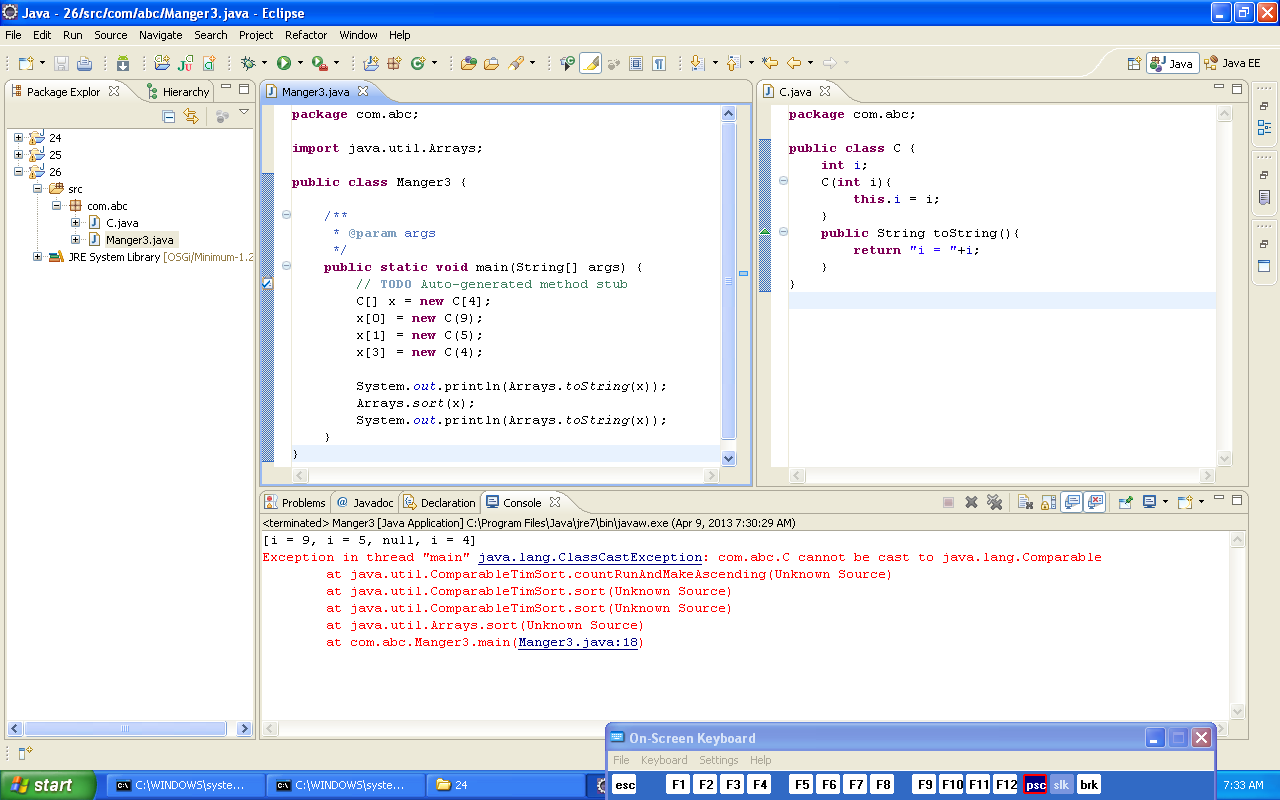 Java - 26/src/com/abc/Manger3.java - Eclipse
File Edit Run Source Navigate Search Project Refactor Window Help
Java Java EE
Package Explor Hierarchy
24
25
26
src
com.abc
C.java
Manger3.java
JRE System Library [OSGi/Minimum-1.2
Manger3.java
package com.abc;
import java.util.Arrays;
public class Manger3 {
/**
* @param args
*/
public static void main(String[] args) {
// TODO Auto-generated method stub
C[] x = new C[4];
x[0] = new C(9);
x[1] = new C(5);
x[3] = new C(4);
System.out.println(Arrays.toString(x));
Arrays.sort(x);
System.out.println(Arrays.toString(x));
}
}
C.java
package com.abc;
public class C {
int i;
C(int i){
this.i = i;
}
public String toString(){
return "i = "+i;
}
}
Problems @ Javadoc Declaration Console
<terminated> Manger3 [Java Application] C:\Program Files\Java\jre7\bin\javaw.exe (Apr 9, 2013 7:30:29 AM)
[i = 9, i = 5, null, i = 4]
Exception in thread "main" java.lang.ClassCastException: com.abc.C cannot be cast to java.lang.Comparable
at java.util.ComparableTimSort.countRunAndMakeAscending(Unknown Source)
at java.util.ComparableTimSort.sort(Unknown Source)
at java.util.ComparableTimSort.sort(Unknown Source)
at java.util.Arrays.sort(Unknown Source)
at com.abc.Manger3.main(Manger3.java:18)
On-Screen Keyboard
File Keyboard Settings Help
esc F1 F2 F3 F4 F5 F6 F7 F8 F9 F10 F11 F12 psc slk brk
start C:\WINDOWS\syste... C:\WINDOWS\syste... 24 7:33 AM